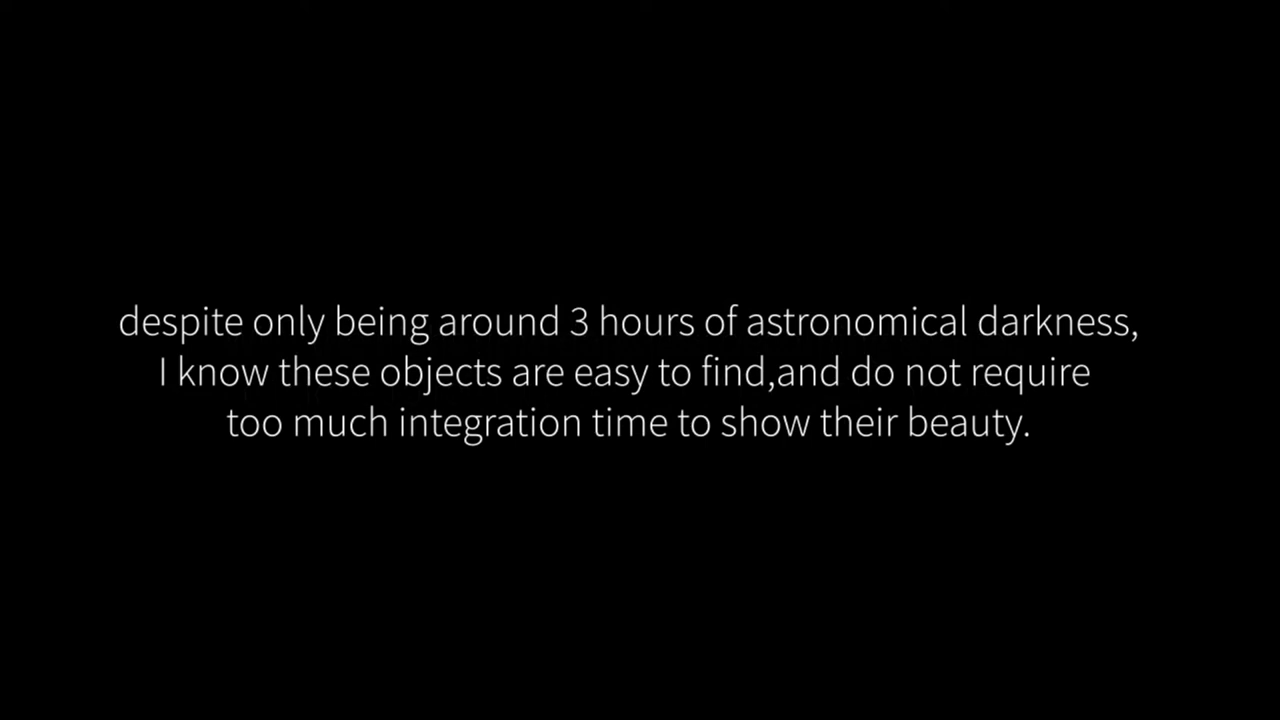 despite only being around 3 hours of astronomical darkness,
I know these objects are easy to find,and do not require
too much integration time to show their beauty.